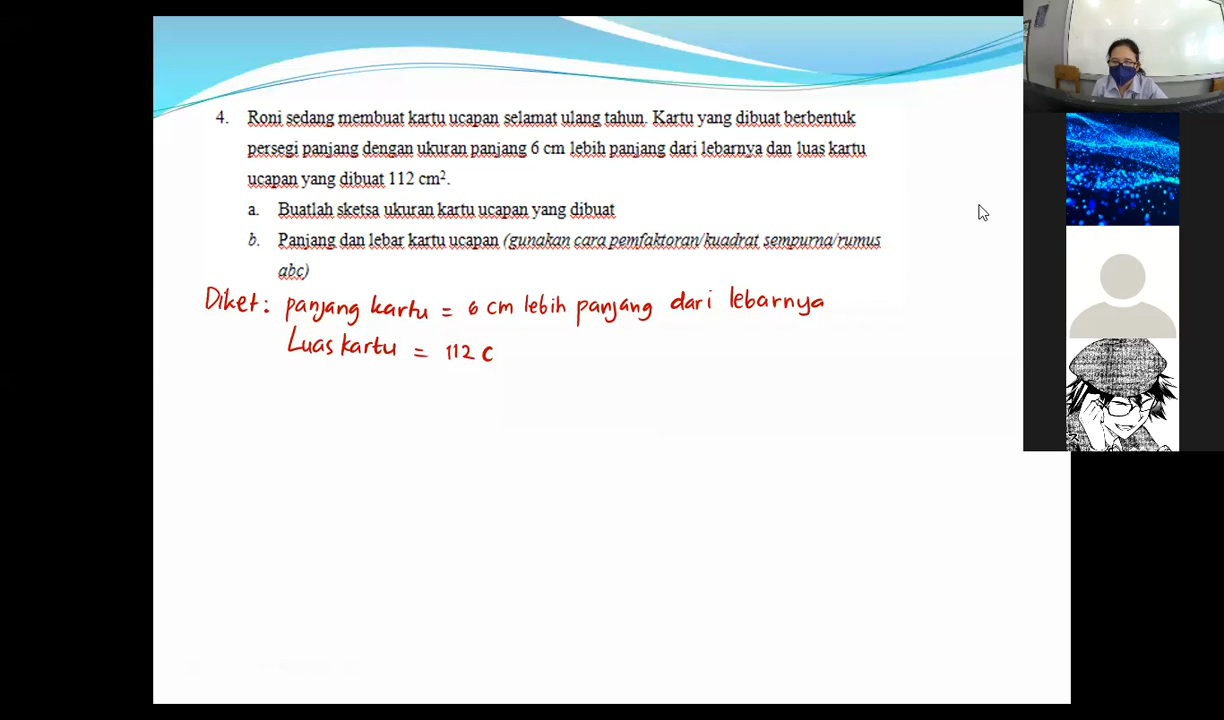 4. Roni sedang membuat kartu ucapan selamat ulang tahun. Kartu yang dibuat berbentuk
persegi panjang dengan ukuran panjang 6 cm lebih panjang dari lebarnya dan luas kartu
ucapan yang dibuat 112 cm².
a. Buatlah sketsa ukuran kartu ucapan yang dibuat
b. Panjang dan lebar kartu ucapan (gunakan cara pemfaktoran/kuadrat sempurna/rumus
abc)
Diket: panjang kartu = 6 cm lebih panjang dari lebarnya
Luas kartu = 112 c